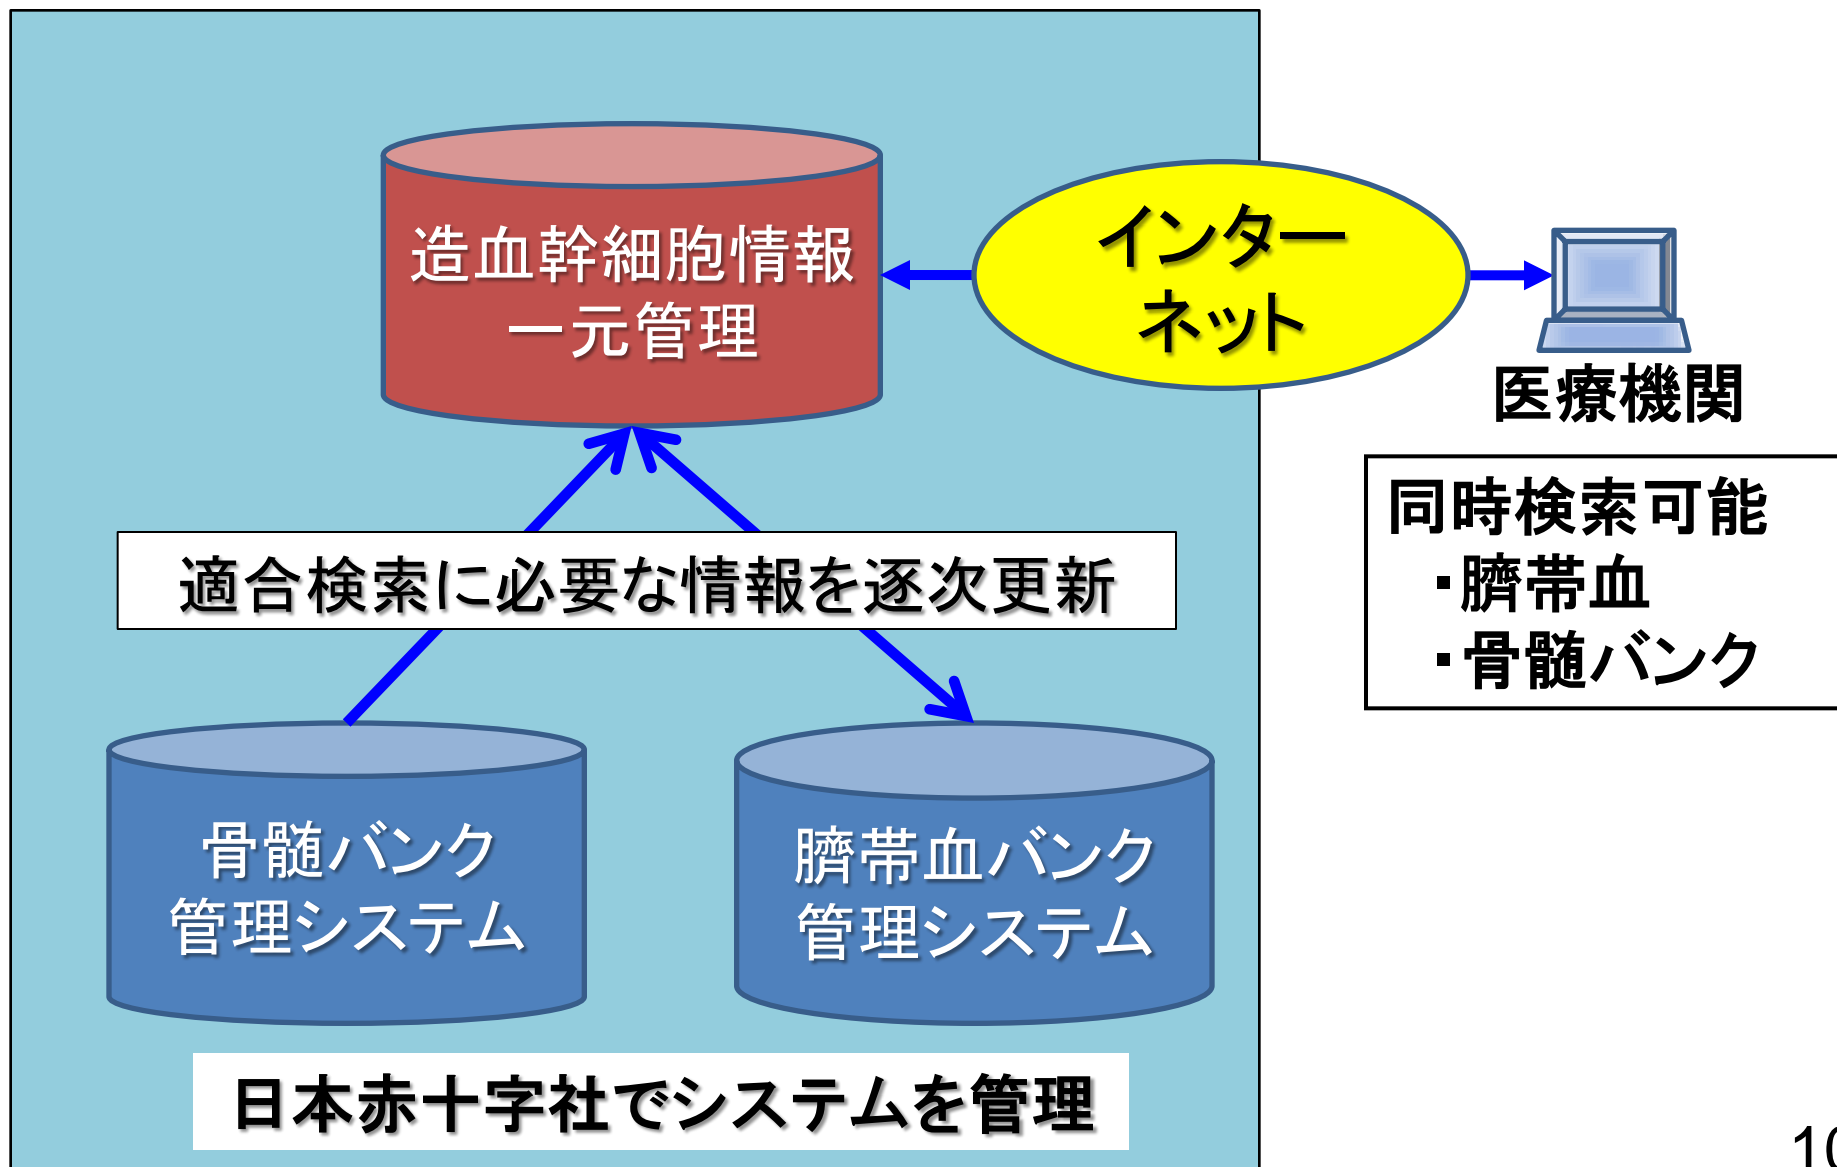 造血幹細胞情報
一元管理
インター
ネット
医療機関
同時検索可能
・臍帯血
・骨髄バンク
適合検索に必要な情報を逐次更新
骨髄バンク
管理システム
臍帯血バンク
管理システム
日本赤十字社でシステムを管理
10